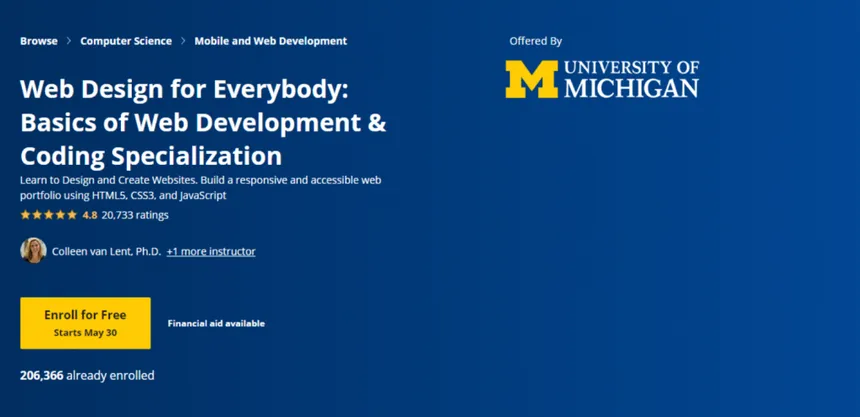 Browse > Computer Science > Mobile and Web Development
Offered By
M UNIVERSITY OF
MICHIGAN
Web Design for Everybody:
Basics of Web Development &
Coding Specialization
Learn to Design and Create Websites. Build a responsive and accessible web
portfolio using HTML5, CSS3, and JavaScript
4.8 20,733 ratings
Colleen van Lent, Ph.D. +1 more instructor
Enroll for Free
Starts May 30
Financial aid available
206,366 already enrolled